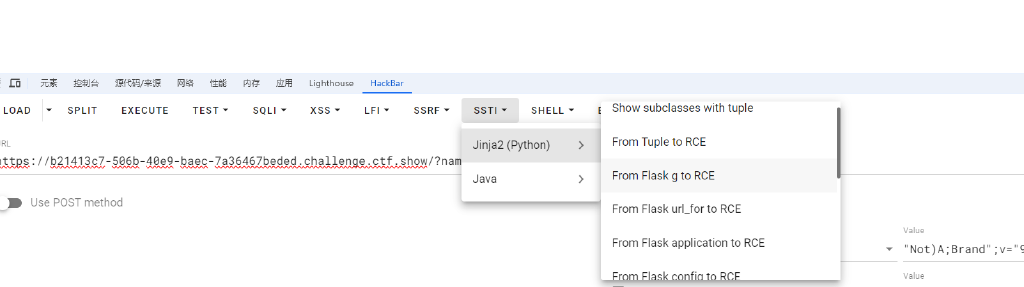 元素 控制台 源代码/来源 网络 性能 内存 应用 Lighthouse HackBar
LOAD SPLIT EXECUTE TEST SQLI XSS LFI SSRF SSTI SHELL
Show subclasses with tuple
Jinja2 (Python)
From Tuple to RCE
https://b21413c7-506b-40e9-baec-7a36467beded.challenge.ctf.show/?nam
Java
From Flask g to RCE
Use POST method
From Flask url_for to RCE
Value
From Flask application to RCE
"Not)A;Brand";v="9
From Flask config to RCE
Value